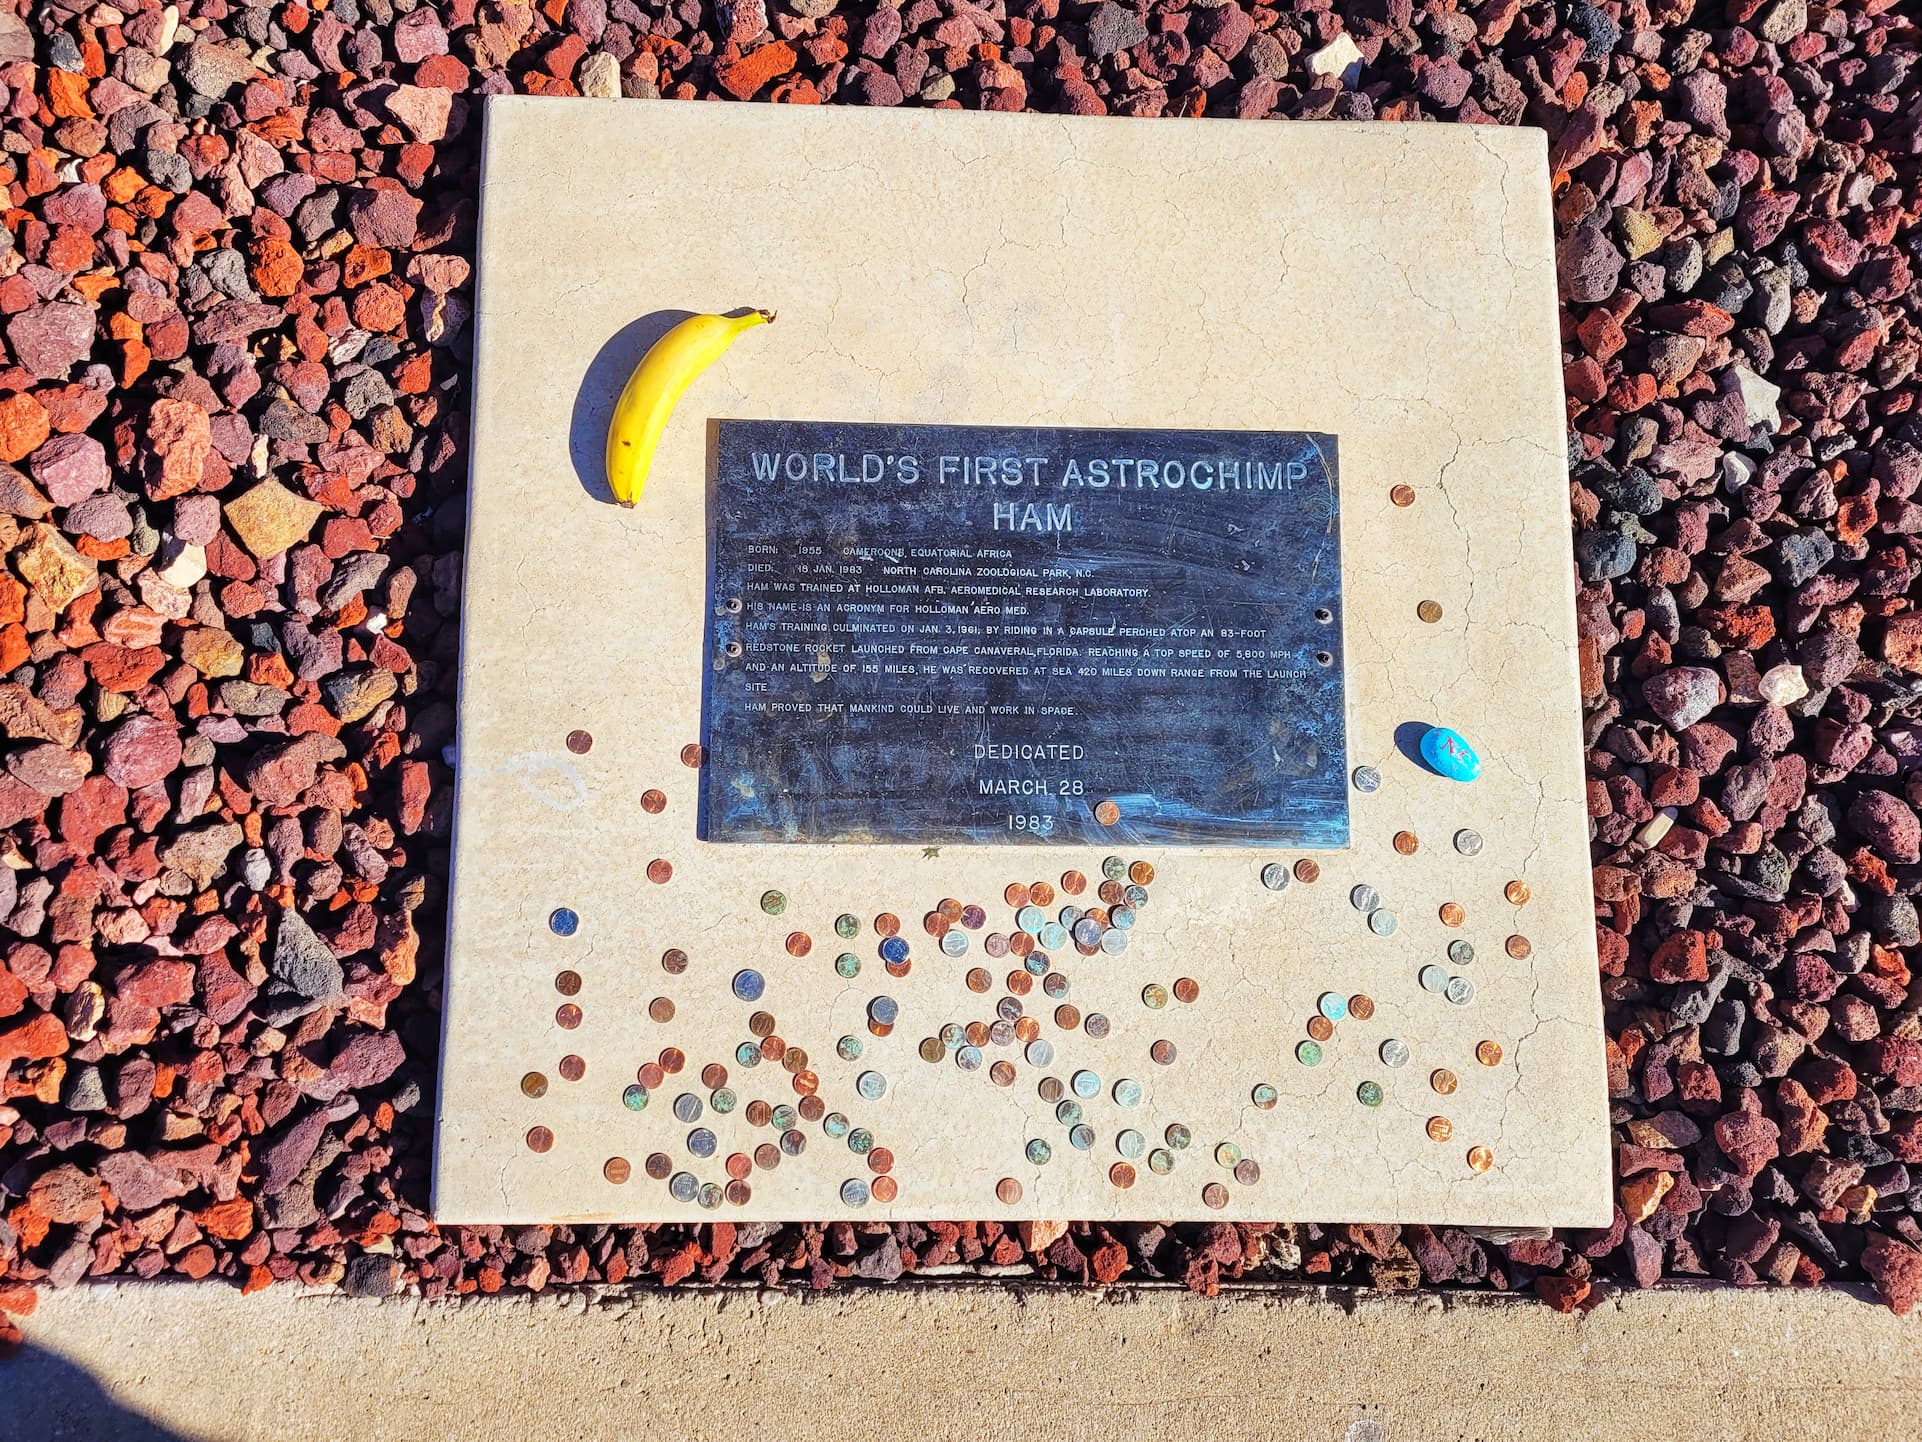 WORLD'S FIRST ASTROCHIMP
HAM
BORN: 1955 CAMEROONS, EQUATORIAL AFRICA
DIED: 18 JAN. 1983 NORTH CAROLINA ZOOLOGICAL PARK, N.C.
HAM WAS TRAINED AT HOLLOMAN AFB, AEROMEDICAL RESEARCH LABORATORY.
HIS NAME IS AN ACRONYM FOR HOLLOMAN AERO MED.
HAM'S TRAINING CULMINATED ON JAN. 3, 1961, BY RIDING IN A CAPSULE PERCHED ATOP AN 83-FOOT
REDSTONE ROCKET LAUNCHED FROM CAPE CANAVERAL, FLORIDA. REACHING A TOP SPEED OF 5,800 MPH
AND AN ALTITUDE OF 155 MILES, HE WAS RECOVERED AT SEA 420 MILES DOWN RANGE FROM THE LAUNCH
SITE.
HAM PROVED THAT MANKIND COULD LIVE AND WORK IN SPACE.
DEDICATED
MARCH 28
1983